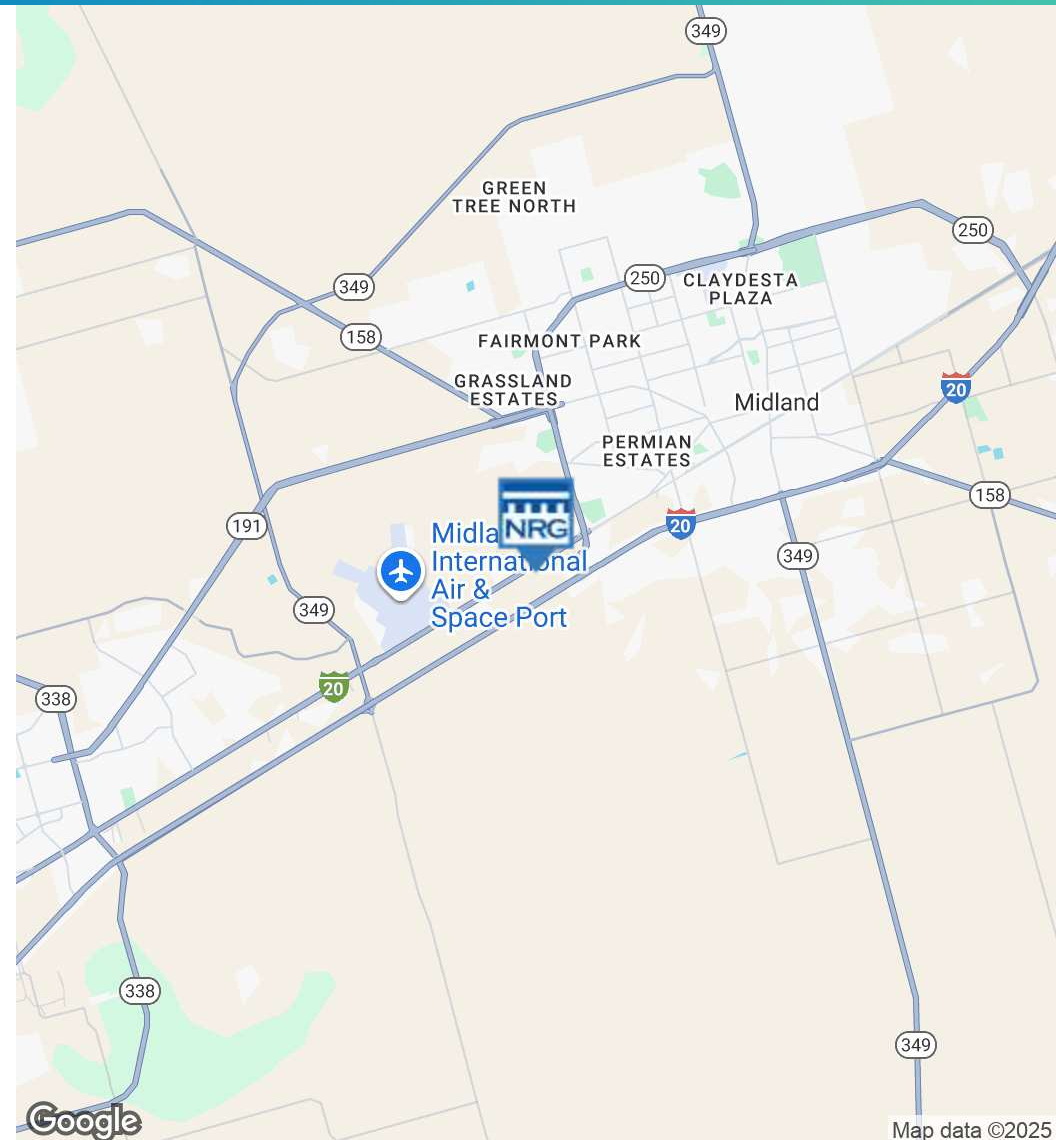 349
GREEN
TREE NORTH
250
250
CLAYDESTA
PLAZA
349
158
FAIRMONT PARK
GRASSLAND
ESTATES
20
Midland
PERMIAN
ESTATES
158
NRG
191
20
Midla
International
Air &
Space Port
349
349
20
338
338
349
Google
Map data ©2025